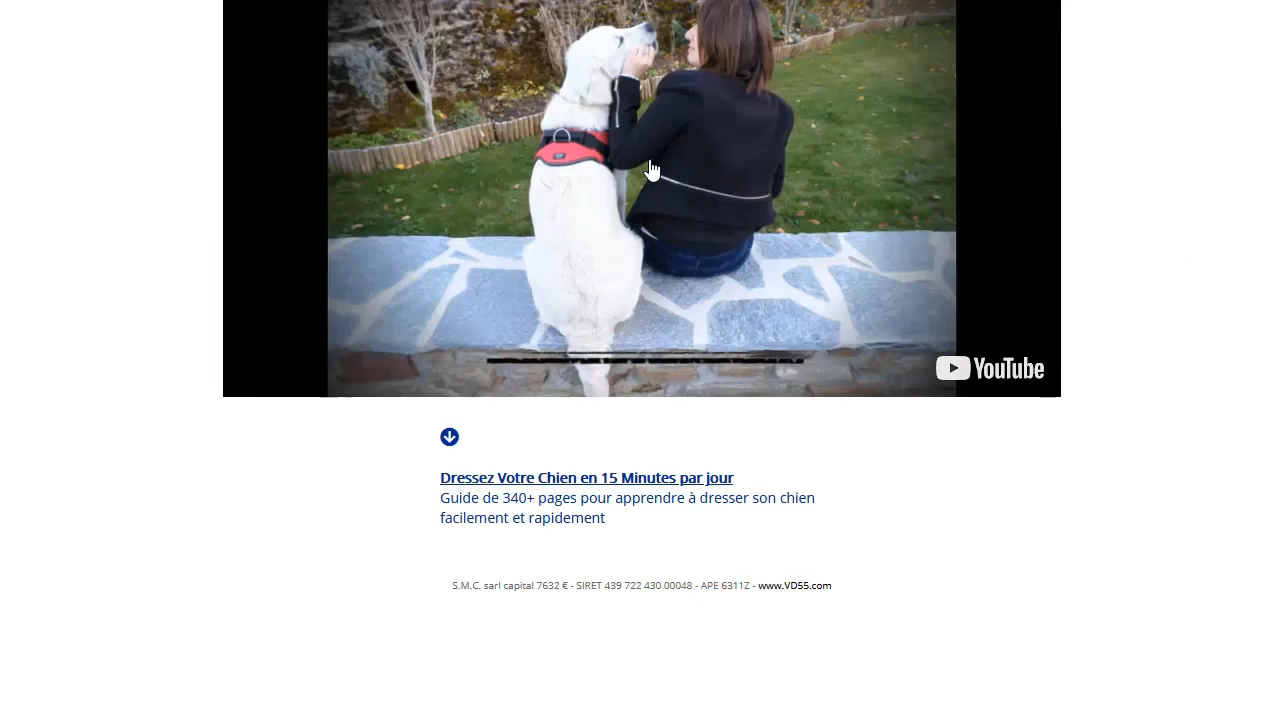 YouTube
Dressez Votre Chien en 15 Minutes par jour
Guide de 340+ pages pour apprendre à dresser son chien
facilement et rapidement
S.M.C. sarl capital 7632 € - SIRET 439 722 430 00048 - APE 6311Z - www.VD55.com